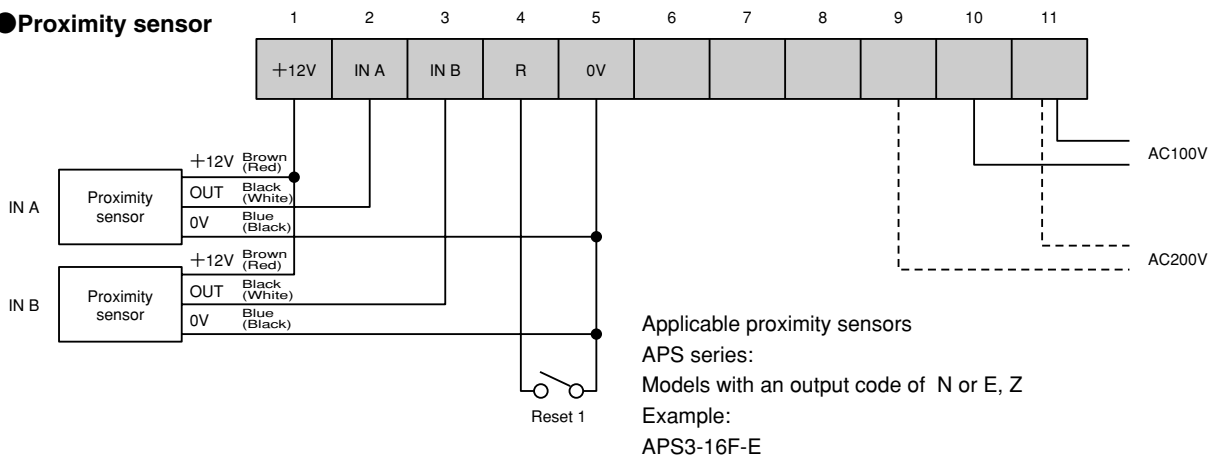 ●Proximity sensor
1 2 3 4 5 6 7 8 9 10 11
+12V IN A IN B R 0V
AC100V
+12V Brown (Red)
IN A Proximity sensor OUT Black (White)
0V Blue (Black)
+12V Brown (Red)
AC200V
IN B Proximity sensor OUT Black (White)
0V Blue (Black)
Reset 1
Applicable proximity sensors
APS series:
Models with an output code of N or E, Z
Example:
APS3-16F-E